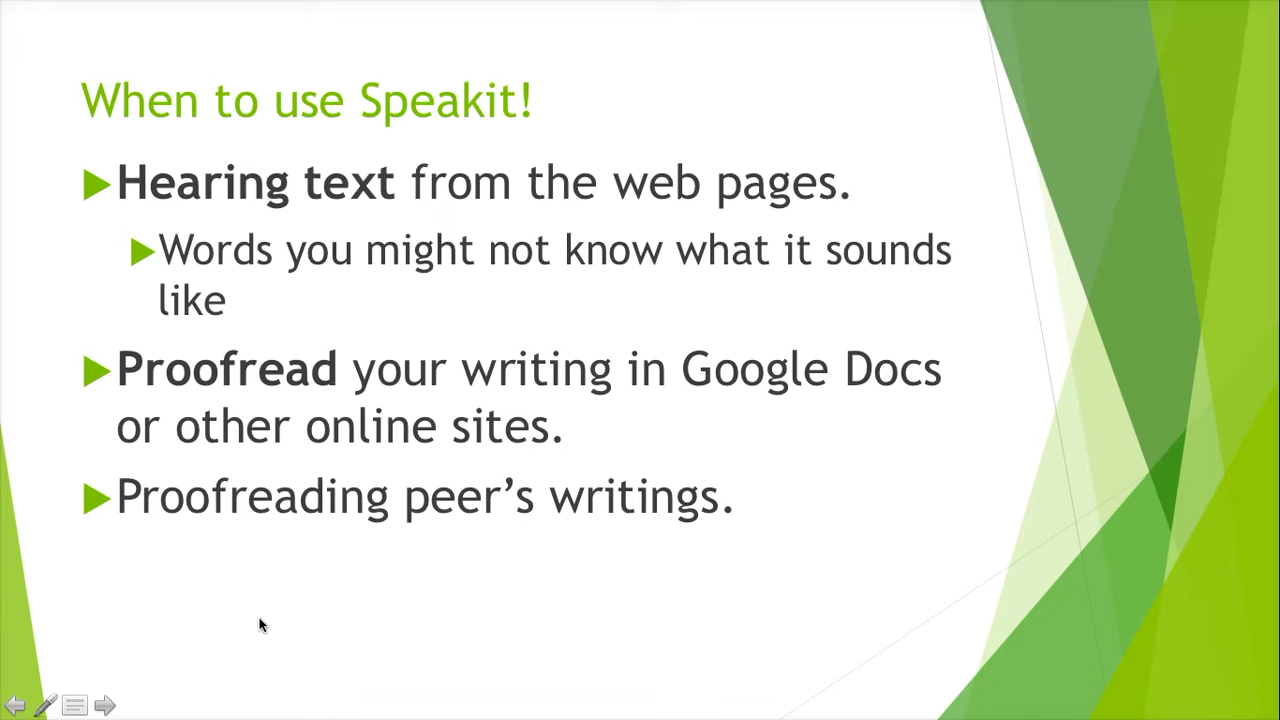 When to use Speakit!
Hearing text from the web pages.
Words you might not know what it sounds
like
Proofread your writing in Google Docs
or other online sites.
Proofreading peer’s writings.